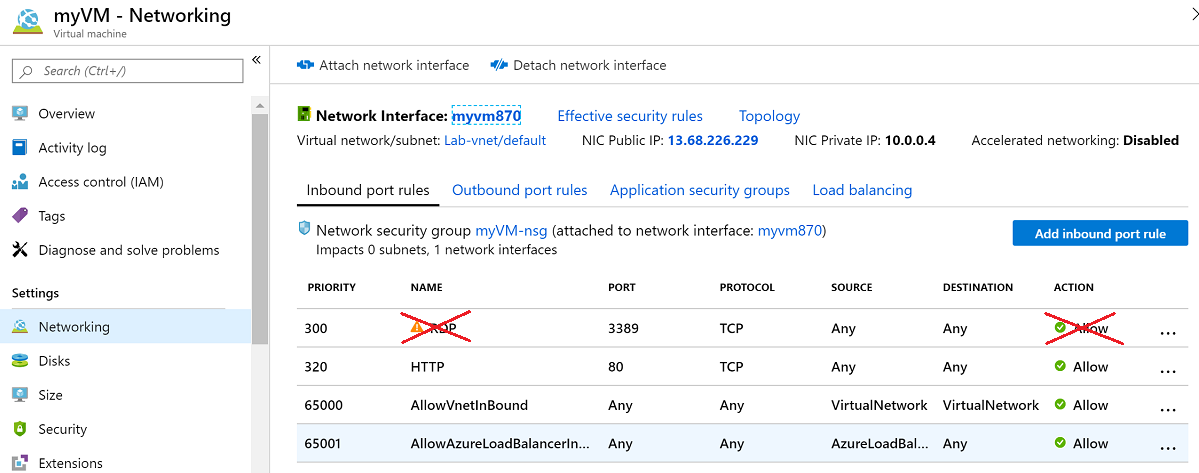 myVM - Networking
Virtual machine
Search (Ctrl+/)
«
Overview
Activity log
Access control (IAM)
Tags
Diagnose and solve problems
Settings
Networking
Disks
Size
Security
Extensions
Attach network interface Detach network interface
Network Interface: myvm870 Effective security rules Topology
Virtual network/subnet: Lab-vnet/default NIC Public IP: 13.68.226.229 NIC Private IP: 10.0.0.4 Accelerated networking: Disabled
Inbound port rules Outbound port rules Application security groups Load balancing
Network security group myVM-nsg (attached to network interface: myvm870)
Impacts 0 subnets, 1 network interfaces
Add inbound port rule
PRIORITY NAME PORT PROTOCOL SOURCE DESTINATION ACTION
300 RDP 3389 TCP Any Any Allow ...
320 HTTP 80 TCP Any Any Allow ...
65000 AllowVnetInBound Any Any VirtualNetwork VirtualNetwork Allow ...
65001 AllowAzureLoadBalancerIn... Any Any AzureLoadBal... Any Allow ...